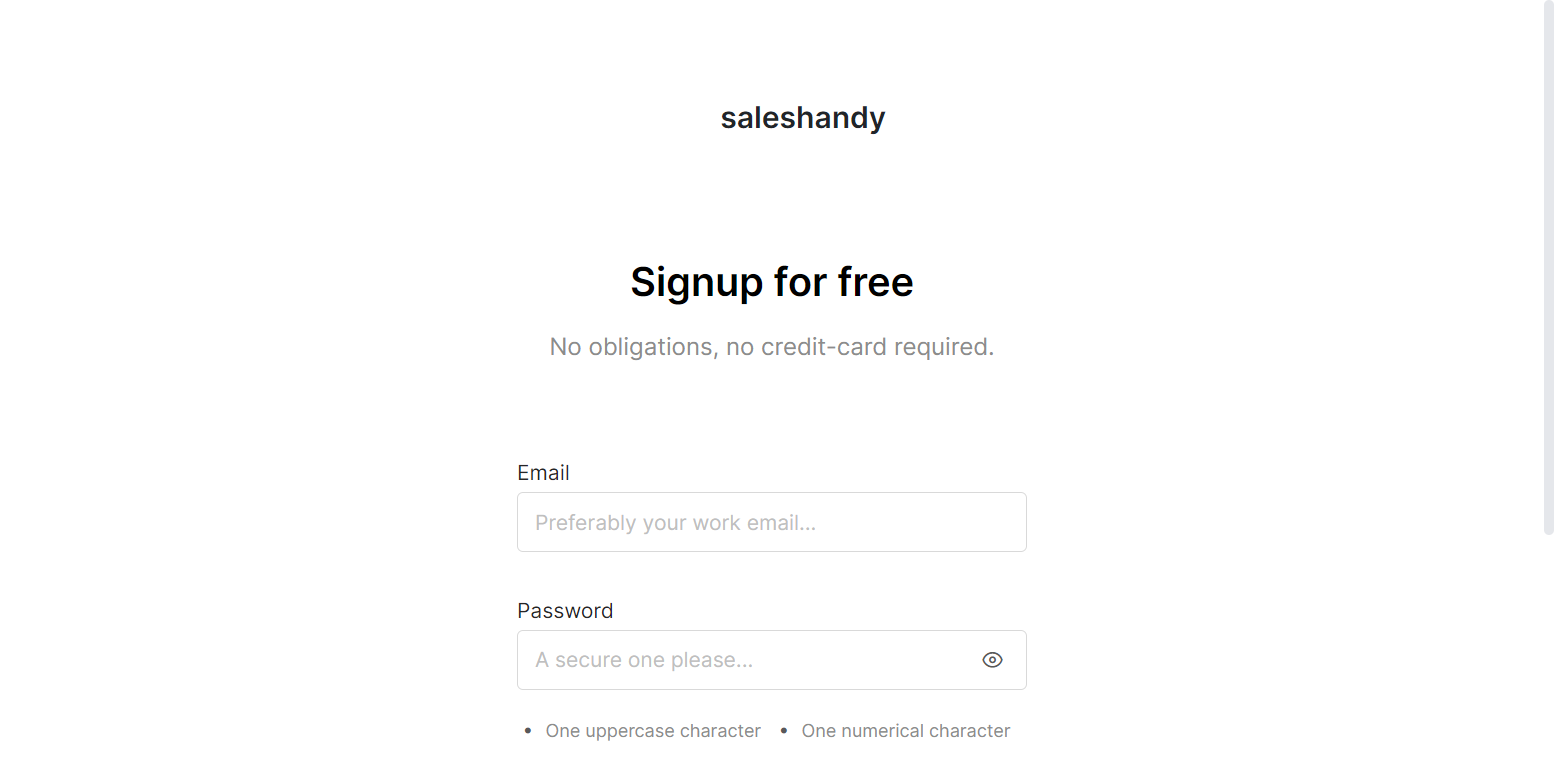 saleshandy
Signup for free
No obligations, no credit-card required.
Email
Preferably your work email...
Password
A secure one please...
• One uppercase character • One numerical character